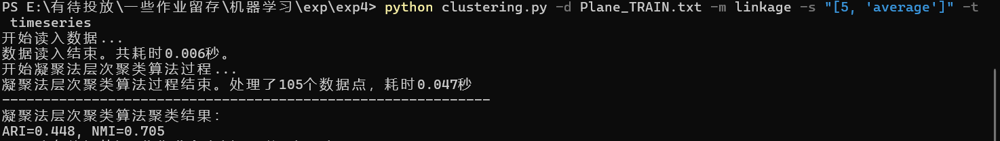 PS E:\有待投放\一些作业留存\机器学习\exp\exp4> python clustering.py -d Plane_TRAIN.txt -m linkage -s "[5, 'average']" -t
timeseries
开始读入数据...
数据读入结束。共耗时0.006秒。
开始凝聚法层次聚类算法过程...
凝聚法层次聚类算法过程结束。处理了105个数据点，耗时0.047秒
------------------------------------------------------------
凝聚法层次聚类算法聚类结果：
ARI=0.448, NMI=0.705